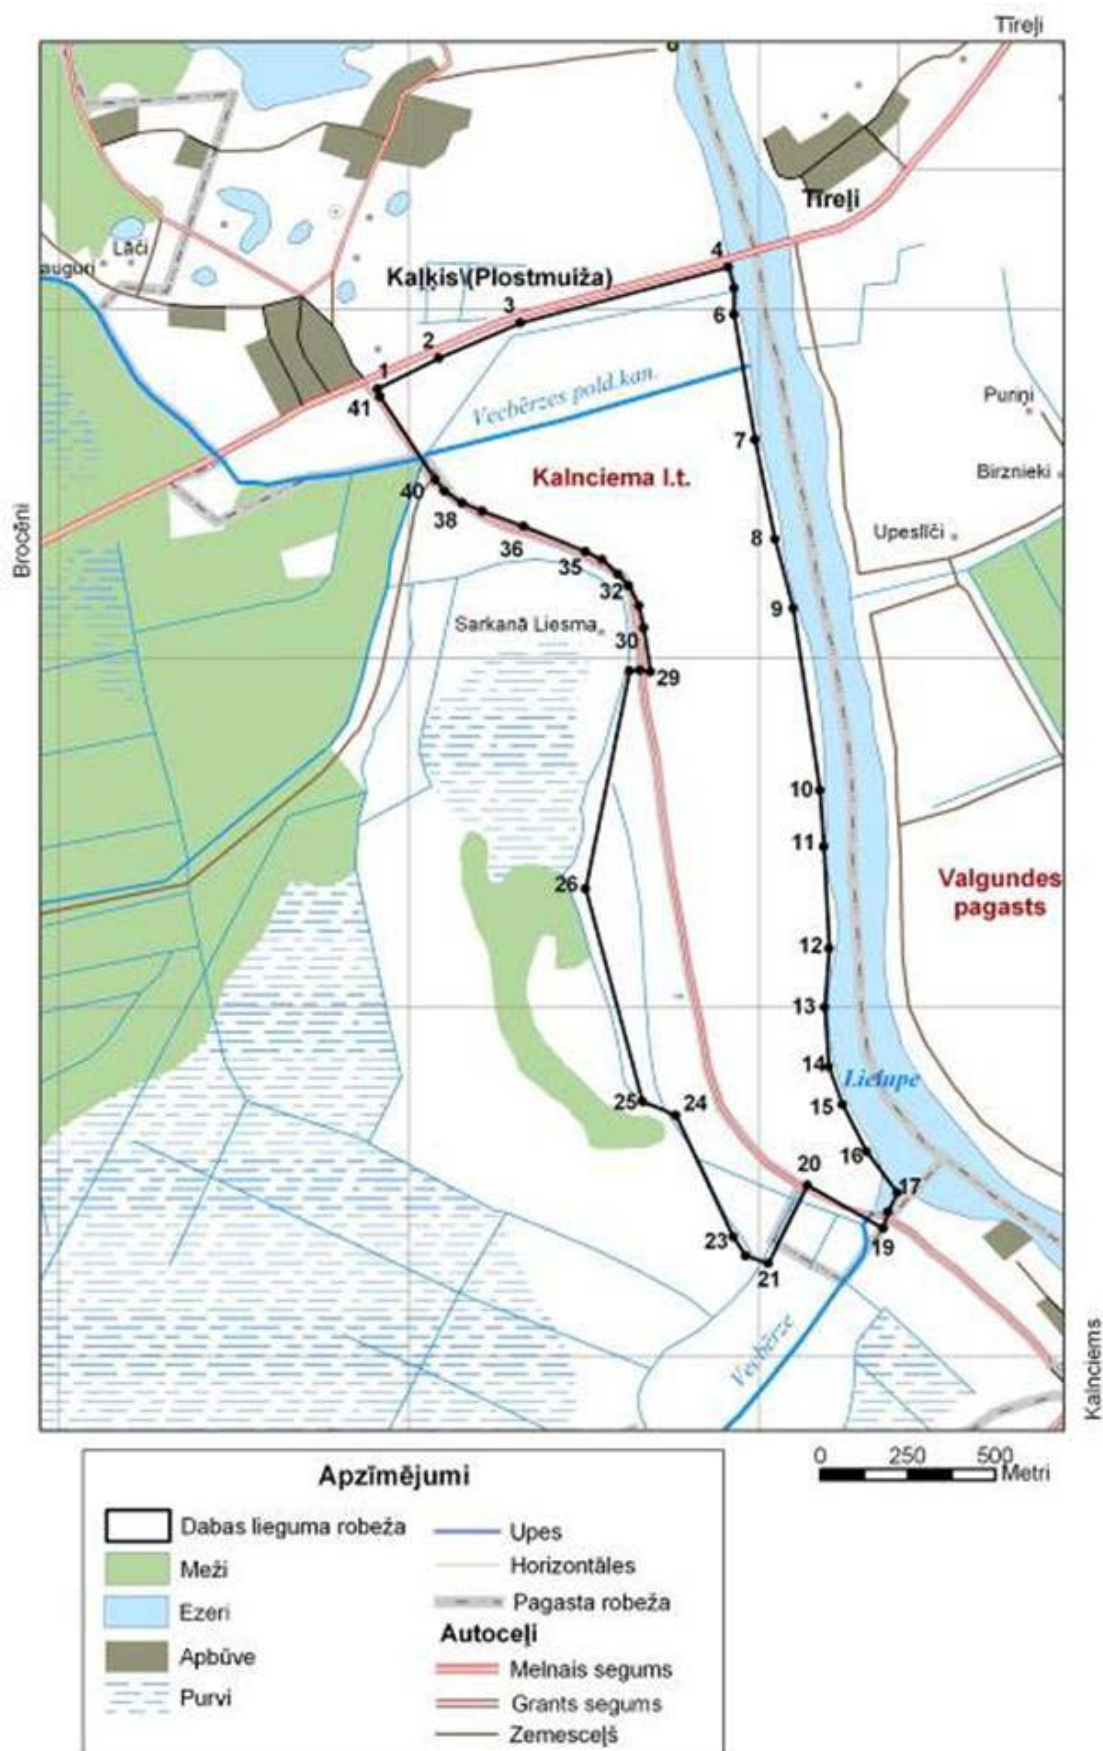 Tīreļi
Tīreļi
Lāči
auguri
4
Kaļķis\(Plostmuiža)
3
6
2
1
Vecbērzes pold.kan.
41
Puriņi
7
Kalnciema l.t.
Birznieki
40
38
Brocēni
36
8
Upeslīči
35
32
9
Sarkanā Liesma
30
29
10
11
26
Valgundes
pagasts
12
13
14
Lielupe
25
24
15
16
20
17
23
19
21
Vecbērze
Kalnciems
0 250 500
Metri
Apzīmējumi
Dabas lieguma robeža
Upes
Meži
Horizontāles
Ezeri
Pagasta robeža
Autoceļi
Apbūve
Melnais segums
Purvi
Grants segums
Zemesceļš